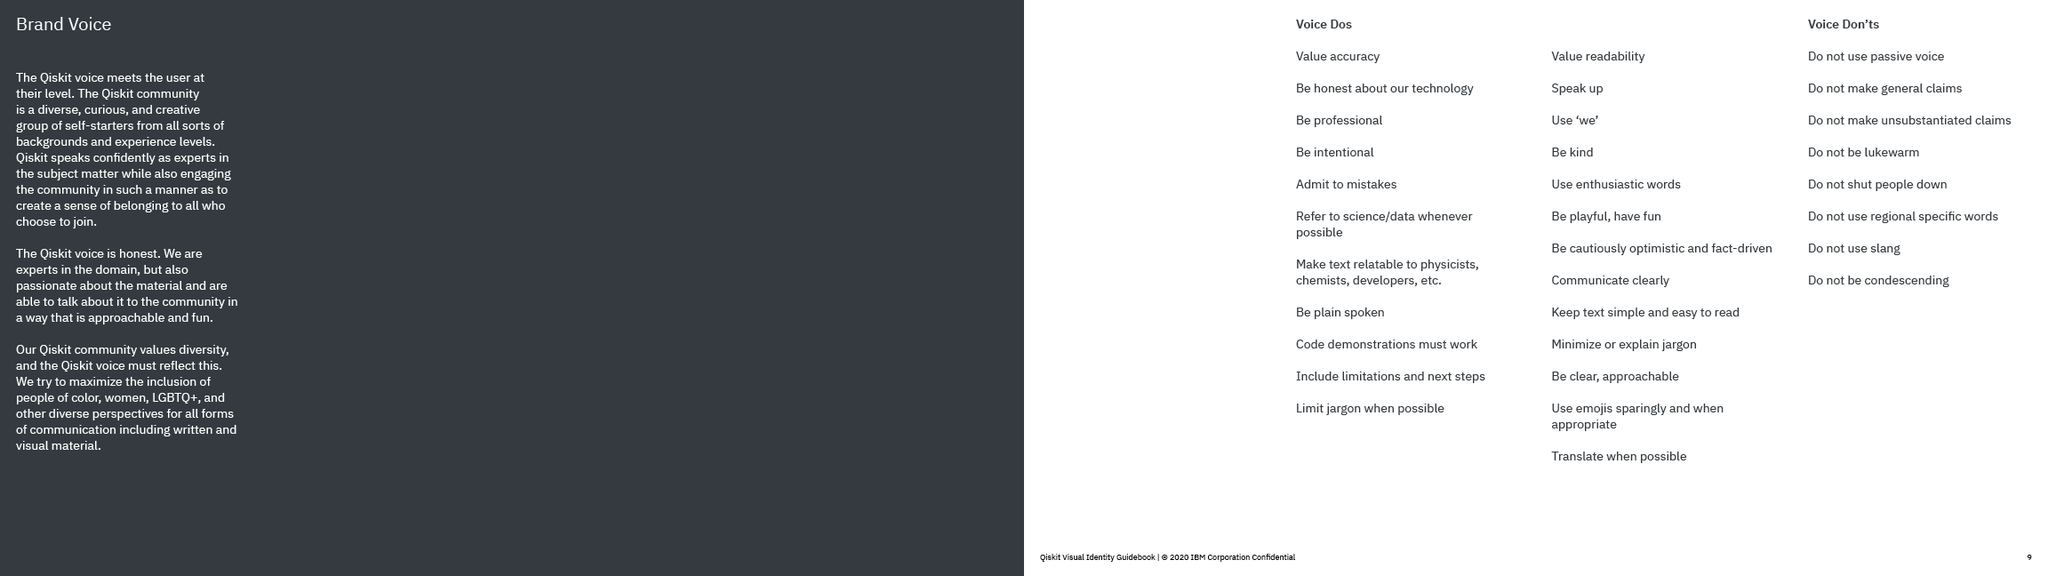 Brand Voice
The Qiskit voice meets the user at
their level. The Qiskit community
is a diverse, curious, and creative
group of self-starters from all sorts of
backgrounds and experience levels.
Qiskit speaks confidently as experts in
the subject matter while also engaging
the community in such a manner as to
create a sense of belonging to all who
choose to join.
The Qiskit voice is honest. We are
experts in the domain, but also
passionate about the material and are
able to talk about it to the community in
a way that is approachable and fun.
Our Qiskit community values diversity,
and the Qiskit voice must reflect this.
We try to maximize the inclusion of
people of color, women, LGBTQ+, and
other diverse perspectives for all forms
of communication including written and
visual material.
Voice Dos
Value accuracy
Be honest about our technology
Be professional
Be intentional
Admit to mistakes
Refer to science/data whenever
possible
Make text relatable to physicists,
chemists, developers, etc.
Be plain spoken
Code demonstrations must work
Include limitations and next steps
Limit jargon when possible
Value readability
Speak up
Use ‘we’
Be kind
Use enthusiastic words
Be playful, have fun
Be cautiously optimistic and fact-driven
Communicate clearly
Keep text simple and easy to read
Minimize or explain jargon
Be clear, approachable
Use emojis sparingly and when
appropriate
Translate when possible
Voice Don’ts
Do not use passive voice
Do not make general claims
Do not make unsubstantiated claims
Do not be lukewarm
Do not shut people down
Do not use regional specific words
Do not use slang
Do not be condescending
Qiskit Visual Identity Guidebook | © 2020 IBM Corporation Confidential
9